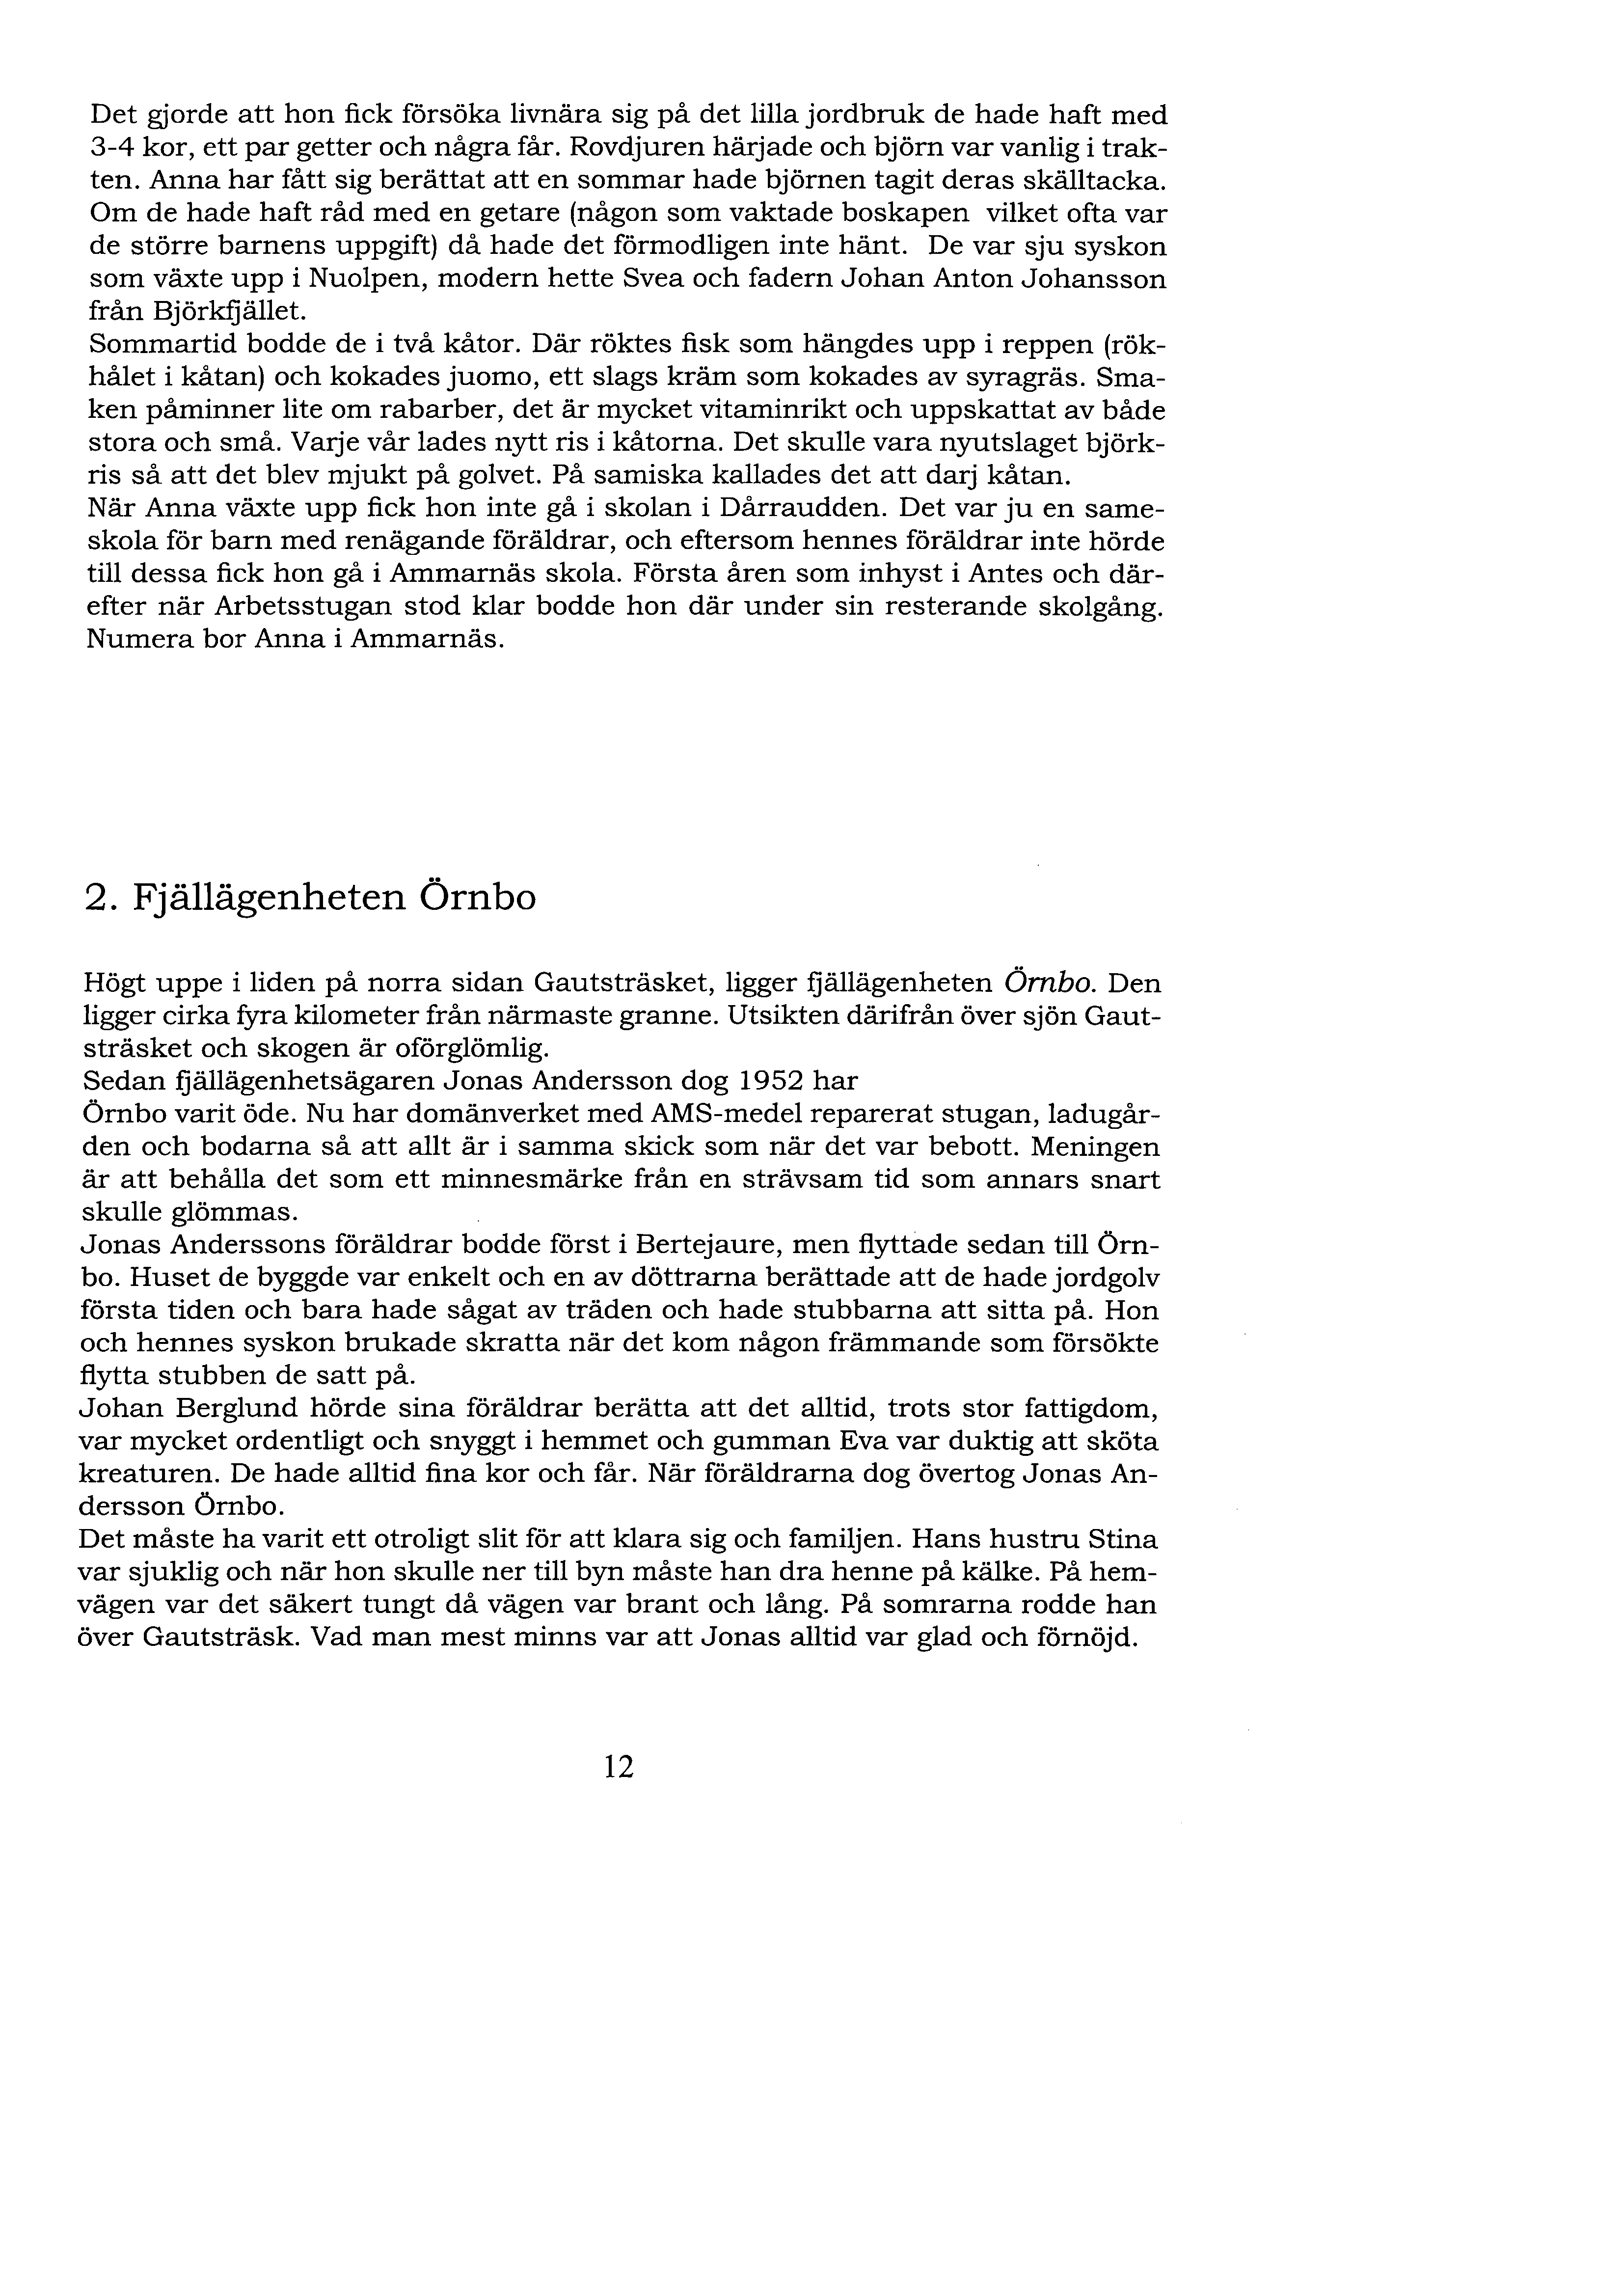 Det gjorde att hon fick försöka livnära sig på det lilla jordbruk de hade haft med
3-4 kor, ett par getter och några får. Rovdjuren härjade och björn var vanlig i trak-
ten. Anna har fått sig berättat att en sommar hade björnen tagit deras skälltacka.
Om de hade haft råd med en getare (någon som vaktade boskapen vilket ofta var
de större barnens uppgift) då hade det förmodligen inte hänt. De var sju syskon
som växte upp i Nuolpen, modern hette Svea och fadern Johan Anton Johansson
från Björkfjället.
Sommartid bodde de i två kåtor. Där röktes fisk som hängdes upp i reppen (rök-
hålet i kåtan) och kokades juomo, ett slags kräm som kokades av syragräs. Sma-
ken påminner lite om rabarber, det är mycket vitaminrikt och uppskattat av både
stora och små. Varje vår lades nytt ris i kåtorna. Det skulle vara nyutslaget björk-
ris så att det blev mjukt på golvet. På samiska kallades det att darj kåtan.
När Anna växte upp fick hon inte gå i skolan i Dårraudden. Det var ju en same-
skola för barn med renägande föräldrar, och eftersom hennes föräldrar inte hörde
till dessa fick hon gå i Ammarnäs skola. Första åren som inhyst i Antes och där-
efter när Arbetsstugan stod klar bodde hon där under sin resterande skolgång.
Numera bor Anna i Ammarnäs.
2. Fjällägenheten Örnbo
Högt uppe i liden på norra sidan Gautsträsket, ligger fjällägenheten Örnbo. Den
ligger cirka fyra kilometer från närmaste granne. Utsikten därifrån över sjön Gaut-
sträsket och skogen är oförglömlig.
Sedan fjällägenhetsägaren Jonas Andersson dog 1952 har
Örnbo varit öde. Nu har domänverket med AMS-medel reparerat stugan, ladugår-
den och bodarna så att allt är i samma skick som när det var bebott. Meningen
är att behålla det som ett minnesmärke från en strävsam tid som annars snart
skulle glömmas.
Jonas Anderssons föräldrar bodde först i Bertejaure, men flyttade sedan till Örn-
bo. Huset de byggde var enkelt och en av döttrarna berättade att de hade jordgolv
första tiden och bara hade sågat av träden och hade stubbarna att sitta på. Hon
och hennes syskon brukade skratta när det kom någon främmande som försökte
flytta stubben de satt på.
Johan Berglund hörde sina föräldrar berätta att det alltid, trots stor fattigdom,
var mycket ordentligt och snyggt i hemmet och gumman Eva var duktig att sköta
kreaturen. De hade alltid fina kor och får. När föräldrarna dog övertog Jonas An-
dersson Örnbo.
Det måste ha varit ett otroligt slit för att klara sig och familjen. Hans hustru Stina
var sjuklig och när hon skulle ner till byn måste han dra henne på kälke. På hem-
vägen var det säkert tungt då vägen var brant och lång. På somrarna rodde han
över Gautsträsk. Vad man mest minns var att Jonas alltid var glad och förnöjd.
12